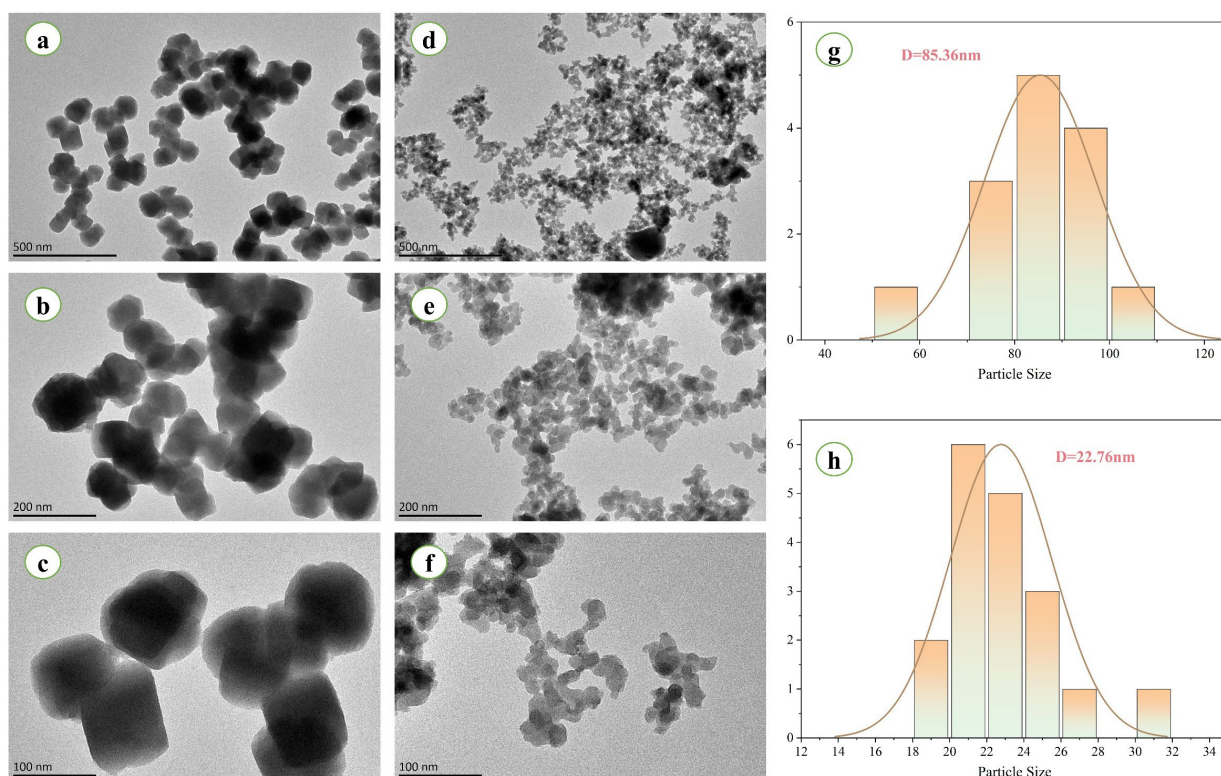 a
500 nm
b
200 nm
c
100 nm
d
500 nm
e
200 nm
f
100 nm
g
D=85.36nm
6
4
2
0
40 60 80 100 120
Particle Size
h
D=22.76nm
6
5
4
3
2
1
0
12 14 16 18 20 22 24 26 28 30 32 34
Particle Size